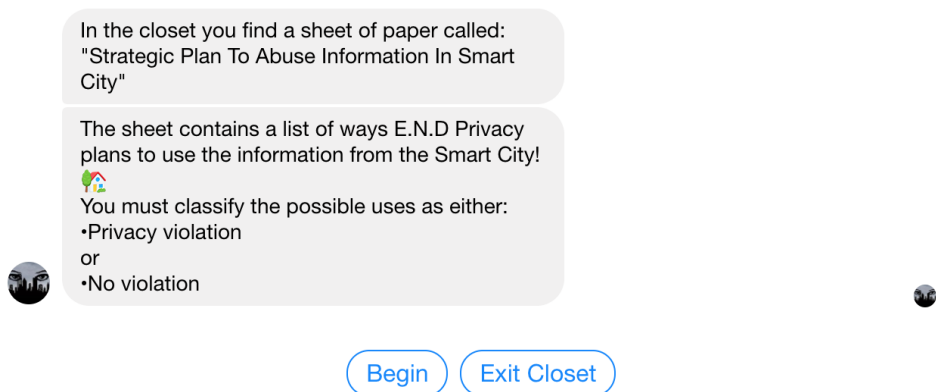 In the closet you find a sheet of paper called:
"Strategic Plan To Abuse Information In Smart
City"
The sheet contains a list of ways E.N.D Privacy
plans to use the information from the Smart City!
🏡
You must classify the possible uses as either:
•Privacy violation
or
•No violation
Begin
Exit Closet